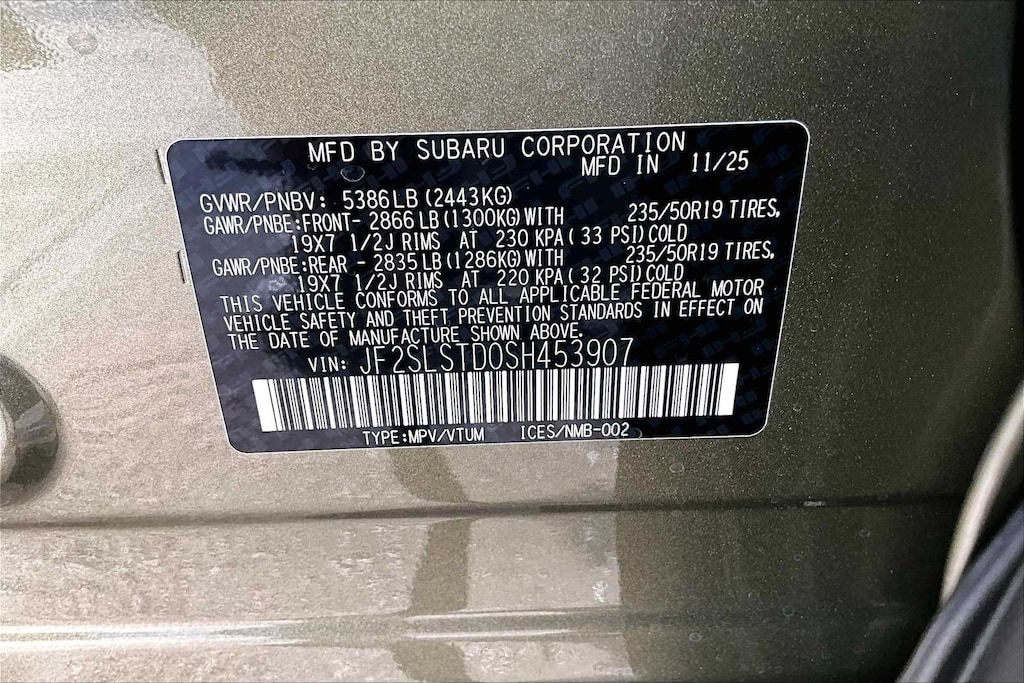 MFD BY SUBARU CORPORATION
MFD IN 11/25
GVWR/PNBV: 5386LB (2443KG)
GAWR/PNBE:FRONT- 2866 LB (1300KG) WITH 235/50R19 TIRES,
19X7 1/2J RIMS AT 230 KPA ( 33 PSI) COLD
GAWR/PNBE:REAR - 2835 LB (1286KG) WITH 235/50R19 TIRES,
19X7 1/2J RIMS AT 220 KPA ( 32 PSI) COLD
THIS VEHICLE CONFORMS TO ALL APPLICABLE FEDERAL MOTOR
VEHICLE SAFETY AND THEFT PREVENTION STANDARDS IN EFFECT ON
THE DATE OF MANUFACTURE SHOWN ABOVE.
VIN: JF2SLSTD0SH453907
TYPE:MPV/VTUM ICES/NMB-002